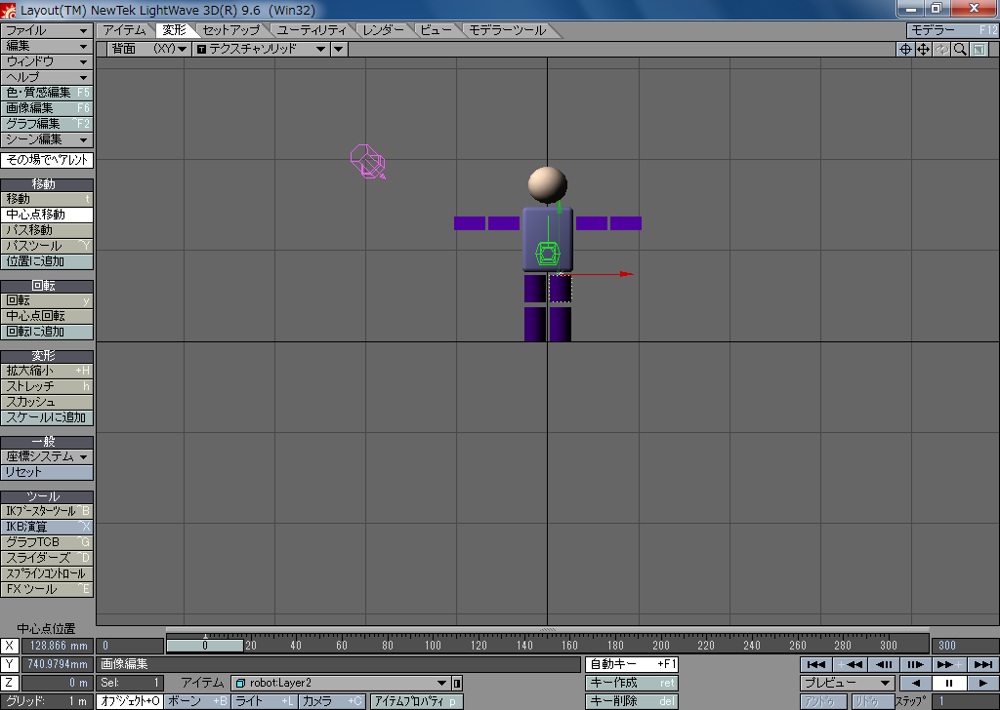 Layout(TM) NewTek LightWave 3D(R) 9.6 (Win32)
ファイル
編集
ウィンドウ
ヘルプ
色・質感編集 F5
画像編集 F6
グラフ編集 ^F2
シーン編集
その場でペアレント
移動
移動 t
中心点移動
パス移動
パスツール ^Y
位置に追加
回転
回転 y
中心点回転
回転に追加
変形
拡大縮小 +H
ストレッチ h
スカッシュ
スケールに追加
一般
座標システム
リセット
ツール
IKブースターツール ^B
IKB演算 ^X
グラフTCB ^G
スライダーズ ^D
スプラインコントロール
FX ツール ^E
アイテム 変形 セットアップ ユーティリティ レンダー ビュー モデラーツール
モデラー F12
背面 (XY) テクスチャソリッド
中心点位置
X 128.866 mm
Y 740.9794mm
Z 0 m
グリッド: 1 m
0 0 20 40 60 80 100 120 140 160 180 200 220 240 260 280 300 300
画像編集
自動キー +F1
Sel: 1 アイテム robot:Layer2
キー作成 ret
プレビュー
オブジェクト+O ボーン +B ライト +L カメラ +C アイテムプロパティ p
キー削除 del
アンドゥ リドゥ ステップ 1